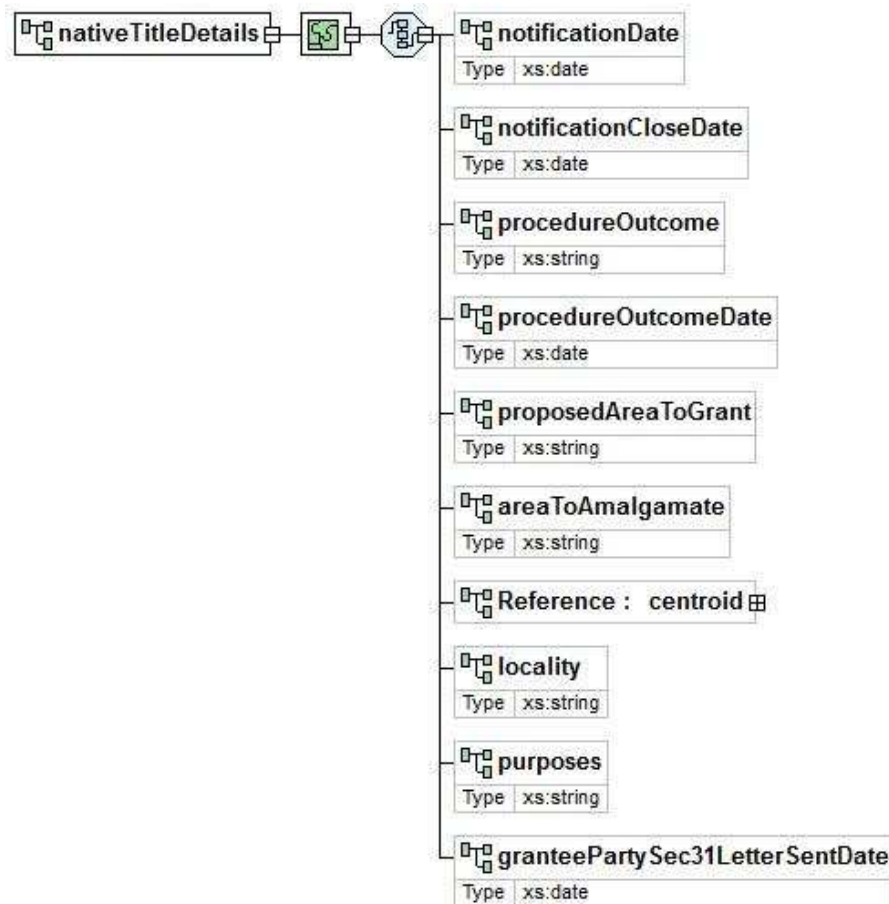 nativeTitleDetails
notificationDate
Type xs:date
notificationCloseDate
Type xs:date
procedureOutcome
Type xs:string
procedureOutcomeDate
Type xs:date
proposedAreaToGrant
Type xs:string
areaToAmalgamate
Type xs:string
Reference : centroid
locality
Type xs:string
purposes
Type xs:string
granteePartySec31LetterSentDate
Type xs:date